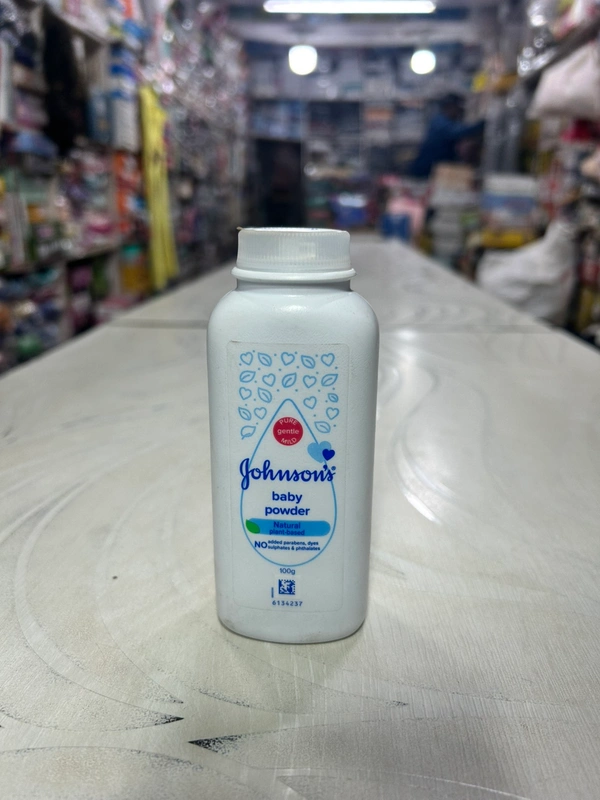 PURE
gentle
MILD
Johnson's
baby
powder
Natural
plant-based
NO added parabens, dyes
sulphates & phthalates
100g
6134237